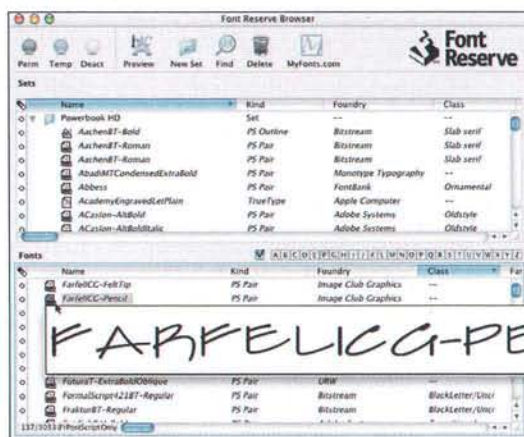 Font Reserve Browser
Perm Temp Deact Preview New Set Find Delete MyFonts.com
Font
Reserve
Sets
Name Kind Foundry Class
Powerbook HD Set -- --
AachenBT-Bold PS Outline Bitstream Slab serif
AachenBT-Roman PS Pair Bitstream Slab serif
AachenBT-Roman PS Pair Bitstream Slab serif
AbadiMTCondensedExtraBold PS Pair Monotype Typography --
Abbess PS Pair FontBank Ornamental
AcademyEngravedLetPlain TrueType Apple Computer --
ACaslon-AltBold PS Pair Adobe Systems Oldstyle
ACaslon-AltBoldItalic PS Pair Adobe Systems Oldstyle
Fonts A B C D E F G H I J K L M N O P Q R S T U V W X Y Z
Name Kind Foundry Class Fam
FarfelICG-FeltTip PS Pair Image Club Graphics --
FarfelICG-Pencil PS Pair Image Club Graphics --
FARFELICG-PE
FuturaT-ExtraBoldOblique PS Pair URW --
FormalScript421BT-Regular PS Pair Bitstream BlackLetter/Unci
FrakturBT-Regular PS Pair Bitstream BlackLetter/Unci